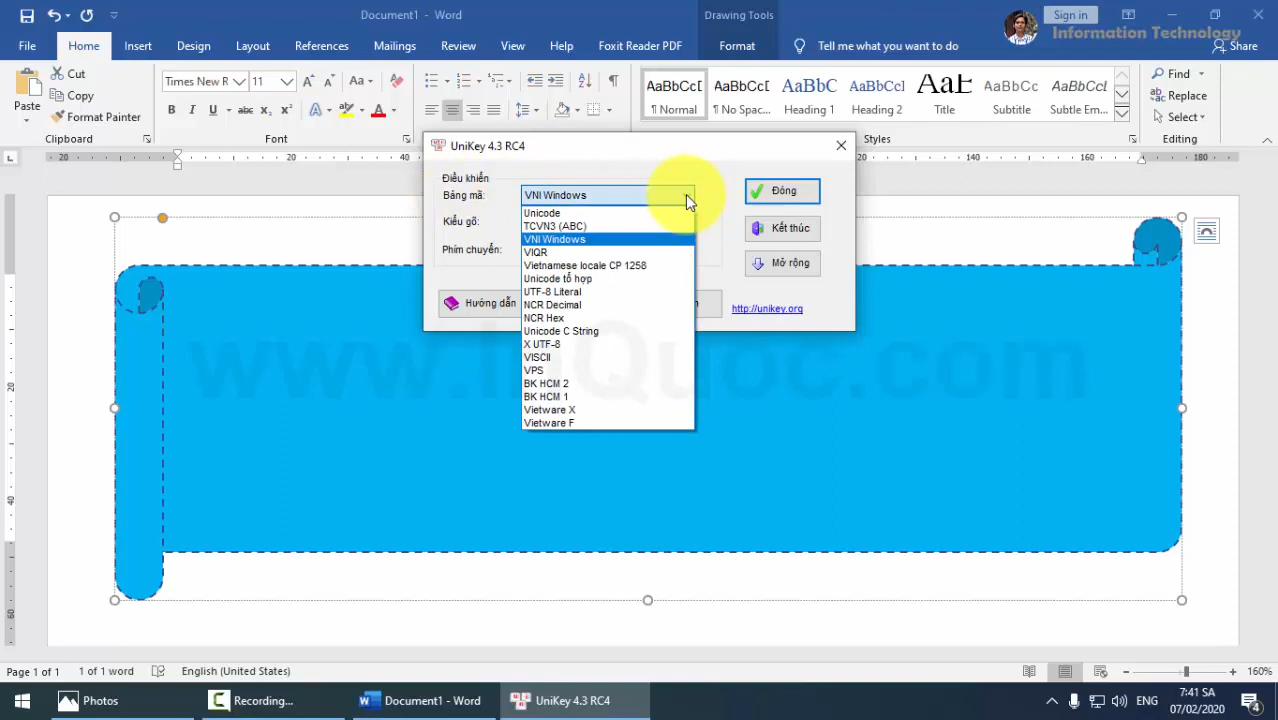 Document1 - Word
Drawing Tools
Sign in
Information Technology
File Home Insert Design Layout References Mailings Review View Help Foxit Reader PDF Format Tell me what you want to do Share
Paste
Cut
Copy
Format Painter
Clipboard
Times New R 11
Font
AaBbCcI ¶ Normal
AaBbCcI ¶ No Spac...
AaBbC Heading 1
AaBbCcI Heading 2
Title
AaBbCc Subtitle
AaBbCcI Subtle Em...
Styles
Find
Replace
Select
Editing
UniKey 4.3 RC4
Điều khiển
Bảng mã: VNI Windows
Kiểu gõ:
Phím chuyển:
Unicode
TCVN3 (ABC)
VNI Windows
VIQR
Vietnamese locale CP 1258
Unicode tổ hợp
UTF-8 Literal
NCR Decimal
NCR Hex
Unicode C String
X UTF-8
VISCII
VPS
BK HCM 2
BK HCM 1
Vietware X
Vietware F
Đóng
Kết thúc
Mở rộng
Hướng dẫn
http://unikey.org
Page 1 of 1 1 of 1 word English (United States) 160%
Photos Recording... Document1 - Word UniKey 4.3 RC4
ENG
7:41 SA
07/02/2020
4